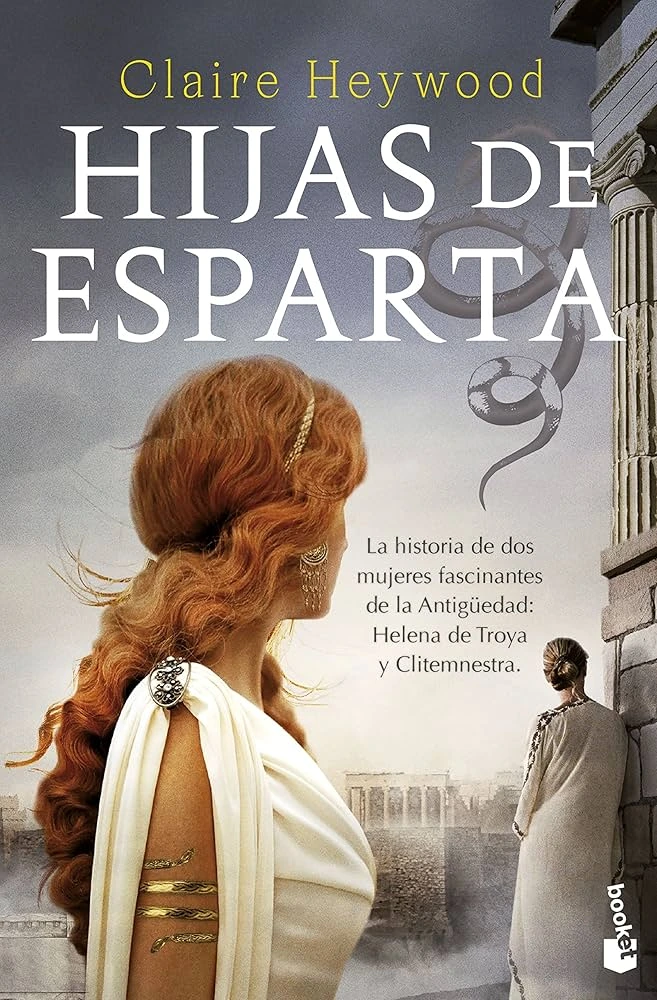 Claire Heywood
HIJAS DE
ESPARTA
La historia de dos
mujeres fascinantes
de la Antigüedad:
Helena de Troya
y Clitemnestra.
booket